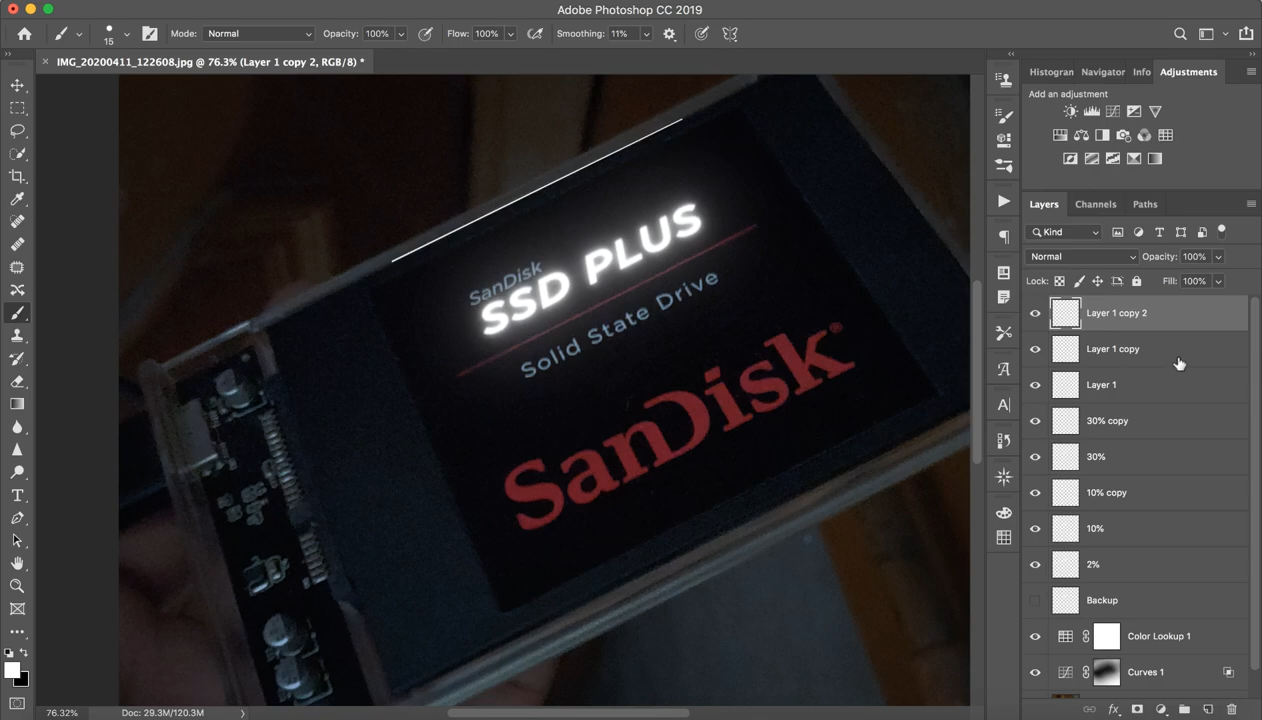 Adobe Photoshop CC 2019
15
Mode: Normal
Opacity: 100%
Flow: 100%
Smoothing: 11%
IMG_20200411_122608.jpg @ 76.3% (Layer 1 copy 2, RGB/8) *
Histogran
Navigator
Info
Adjustments
Add an adjustment
Layers
Channels
Paths
Kind
Normal
Opacity: 100%
Lock:
Fill: 100%
Layer 1 copy 2
Layer 1 copy
Layer 1
30% copy
30%
10% copy
10%
2%
Backup
Color Lookup 1
Curves 1
SanDisk
SSD PLUS
Solid State Drive
SanDisk®
76.32%
Doc: 29.3M/120.3M